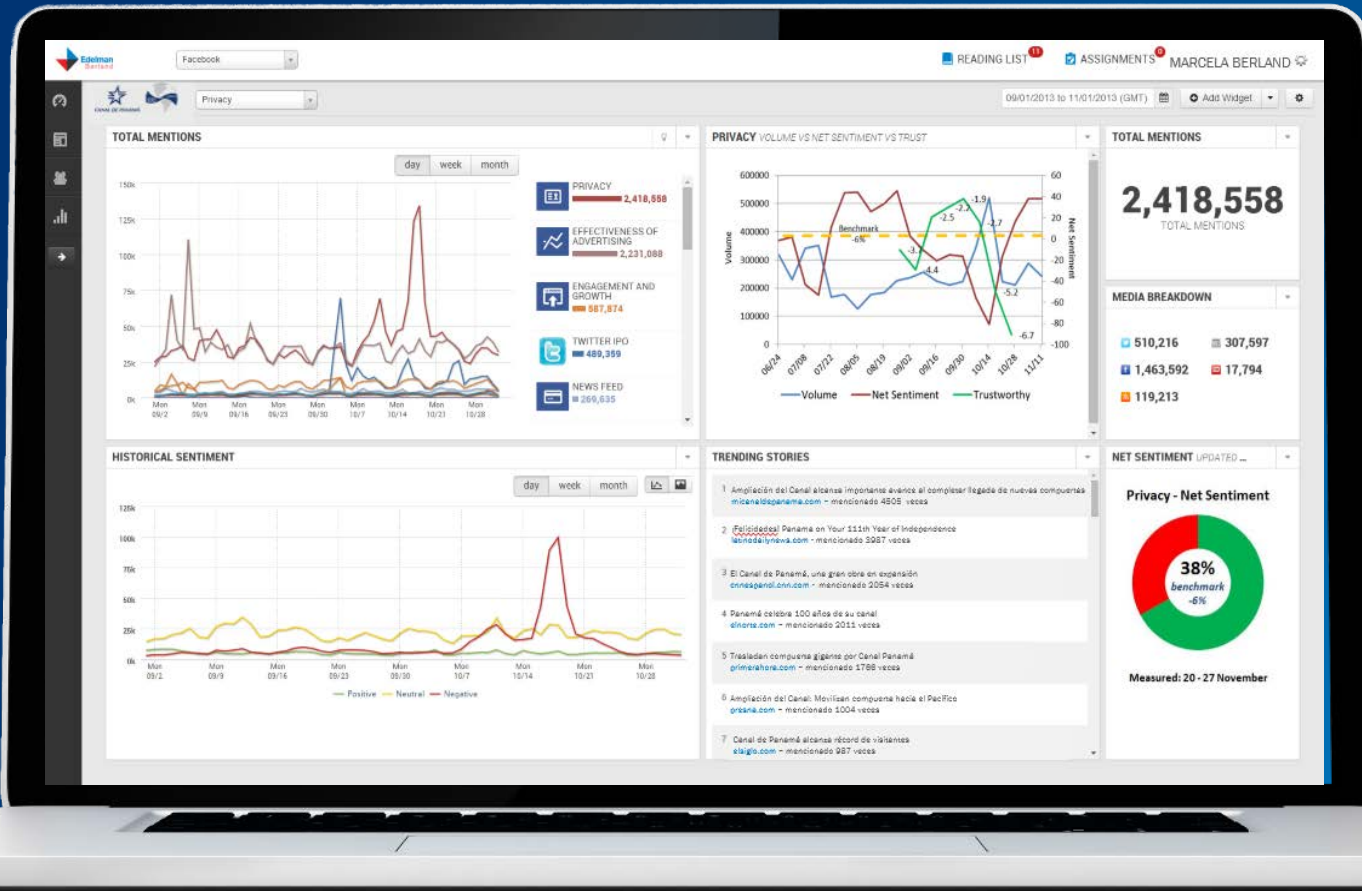 Edelman
Berland
Facebook
READING LIST
11
ASSIGNMENTS
0
MARCELA BERLAND
CANAL DE PANAMÁ
Privacy
09/01/2013 to 11/01/2013 (GMT)
Add Widget
TOTAL MENTIONS
day week month
150k
125k
100k
75k
50k
25k
0k
Mon Mon Mon Mon Mon Mon Mon Mon Mon
09/2 09/9 09/16 09/23 09/30 10/7 10/14 10/21 10/28
PRIVACY
2,418,558
EFFECTIVENESS OF
ADVERTISING
2,231,088
ENGAGEMENT AND
GROWTH
587,874
TWITTER IPO
489,359
NEWS FEED
269,635
PRIVACY VOLUME VS NET SENTIMENT VS TRUST
600000
500000
400000
300000
200000
100000
0
Volume
60
40
20
0
-20
-40
-60
-80
-100
Net Sentiment
Benchmark
-6%
-3.7
-4.4
-2.5
-2.2
-1.9
-2.7
-5.2
-6.7
06/24 07/08 07/22 08/05 08/19 09/02 09/16 09/30 10/14 10/28 11/11
Volume Net Sentiment Trustworthy
TOTAL MENTIONS
2,418,558
TOTAL MENTIONS
MEDIA BREAKDOWN
510,216 307,597
1,463,592 17,794
119,213
HISTORICAL SENTIMENT
day week month
125k
100k
75k
50k
25k
0k
Mon Mon Mon Mon Mon Mon Mon Mon Mon
09/2 09/9 09/16 09/23 09/30 10/7 10/14 10/21 10/28
Positive Neutral Negative
TRENDING STORIES
1 Ampliación del Canal alcanza importante avance al completar llegada de nuevas compuertas
micanaldepanama.com – mencionado 4505 veces
2 ¡Felicidades! Panama on Your 111th Year of Independence
latinodailynews.com - mencionado 3987 veces
3 El Canal de Panamá, una gran obra en expansión
cnnespanol.cnn.com - mencionado 2054 veces
4 Panamá celebra 100 años de su canal
elnorte.com – mencionado 2011 veces
5 Trasladan compuerta gigante por Canal Panamá
primerahora.com – mencionado 1786 veces
6 Ampliación del Canal: Movilizan compuerta hacia el Pacífico
prensa.com – mencionado 1004 veces
7 Canal de Panamá alcanza récord de visitantes
elsiglo.com – mencionado 987 veces
NET SENTIMENT UPDATED ...
Privacy - Net Sentiment
38%
benchmark
-6%
Measured: 20 - 27 November